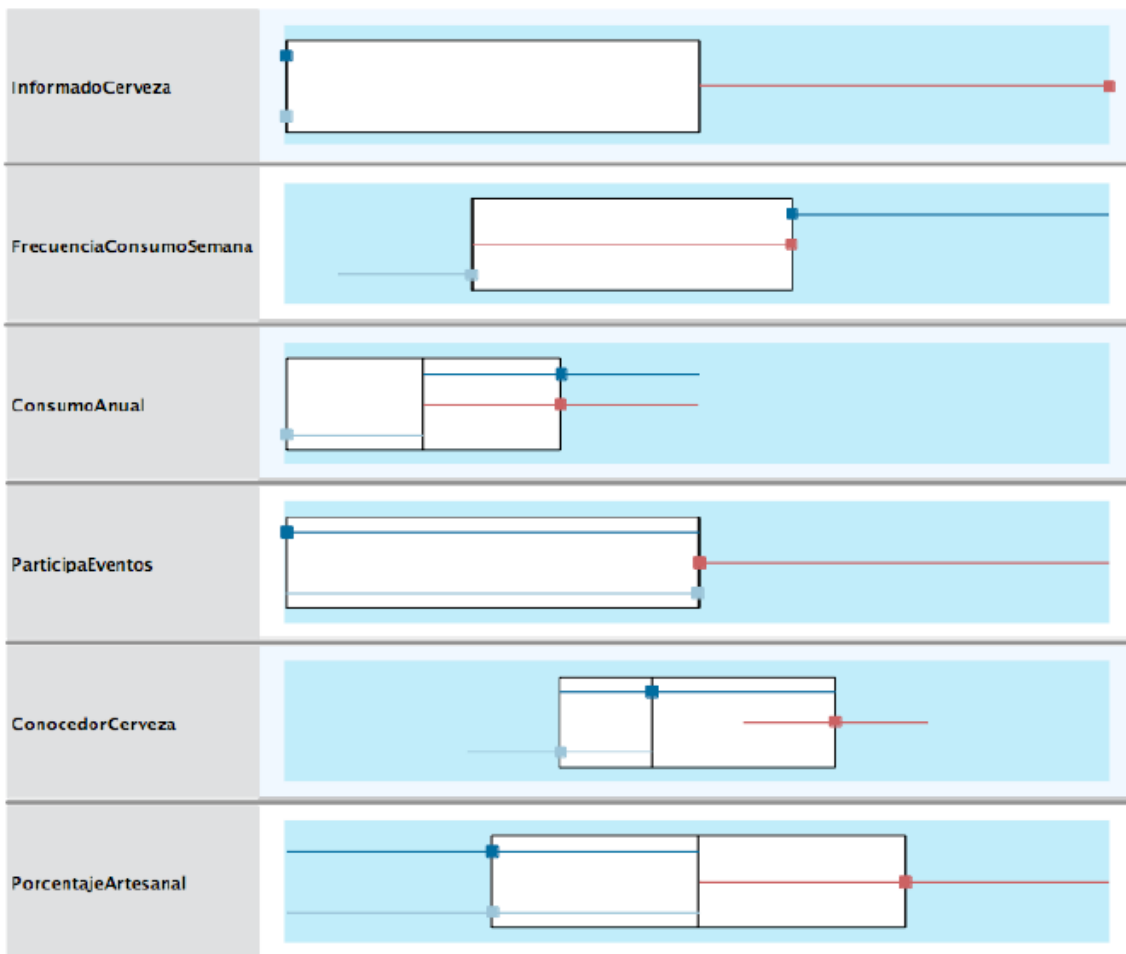 InformadoCerveza
FrecuenciaConsumoSemana
ConsumoAnual
ParticipaEventos
ConocedorCerveza
PorcentajeArtesanal